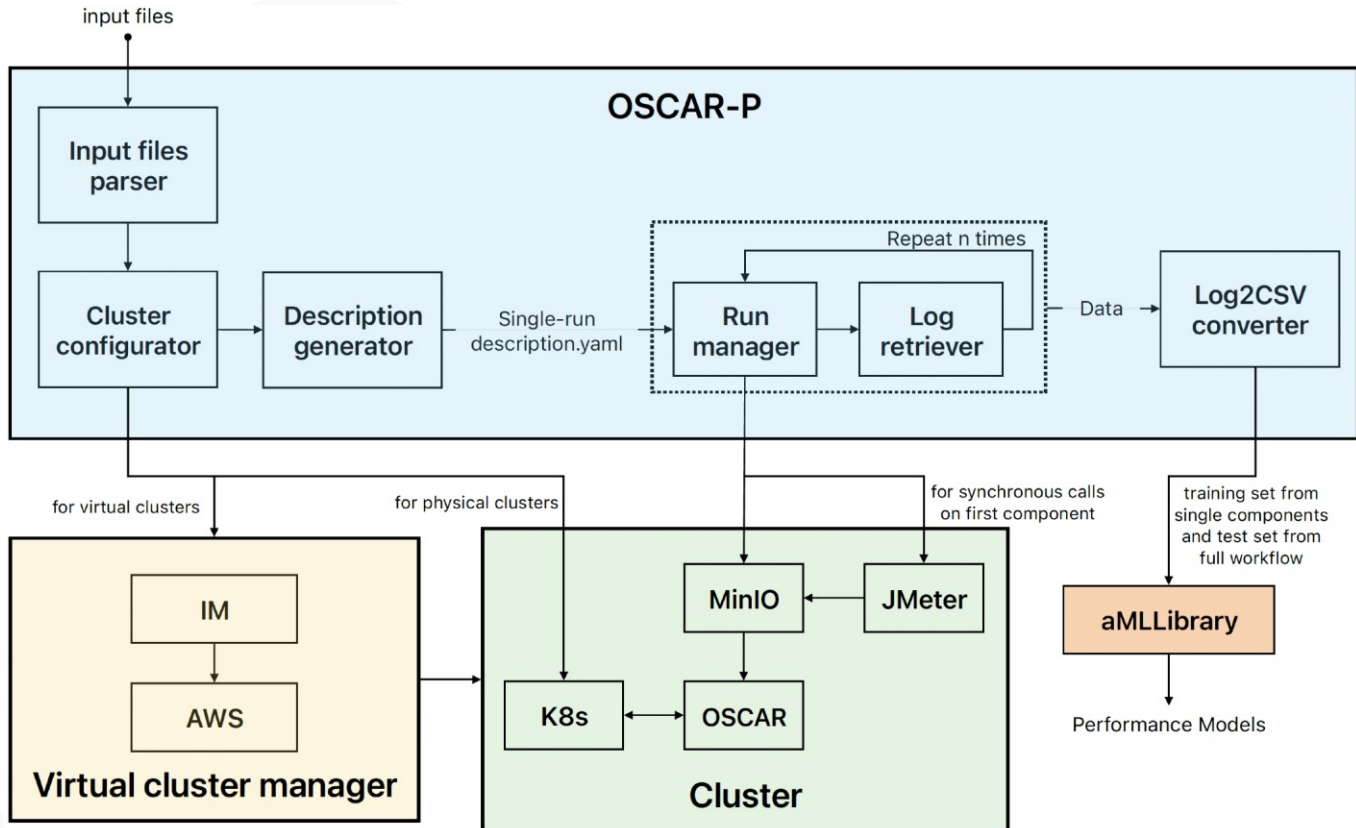 input files
OSCAR-P
Input files
parser
Repeat n times
Cluster
configurator
Description
generator
Single-run
description.yaml
Run
manager
Log
retriever
Data
Log2CSV
converter
for virtual clusters
for physical clusters
for synchronous calls
on first component
training set from
single components
and test set from
full workflow
IM
AWS
Virtual cluster manager
MinIO
JMeter
K8s
OSCAR
Cluster
aMLLibrary
Performance Models